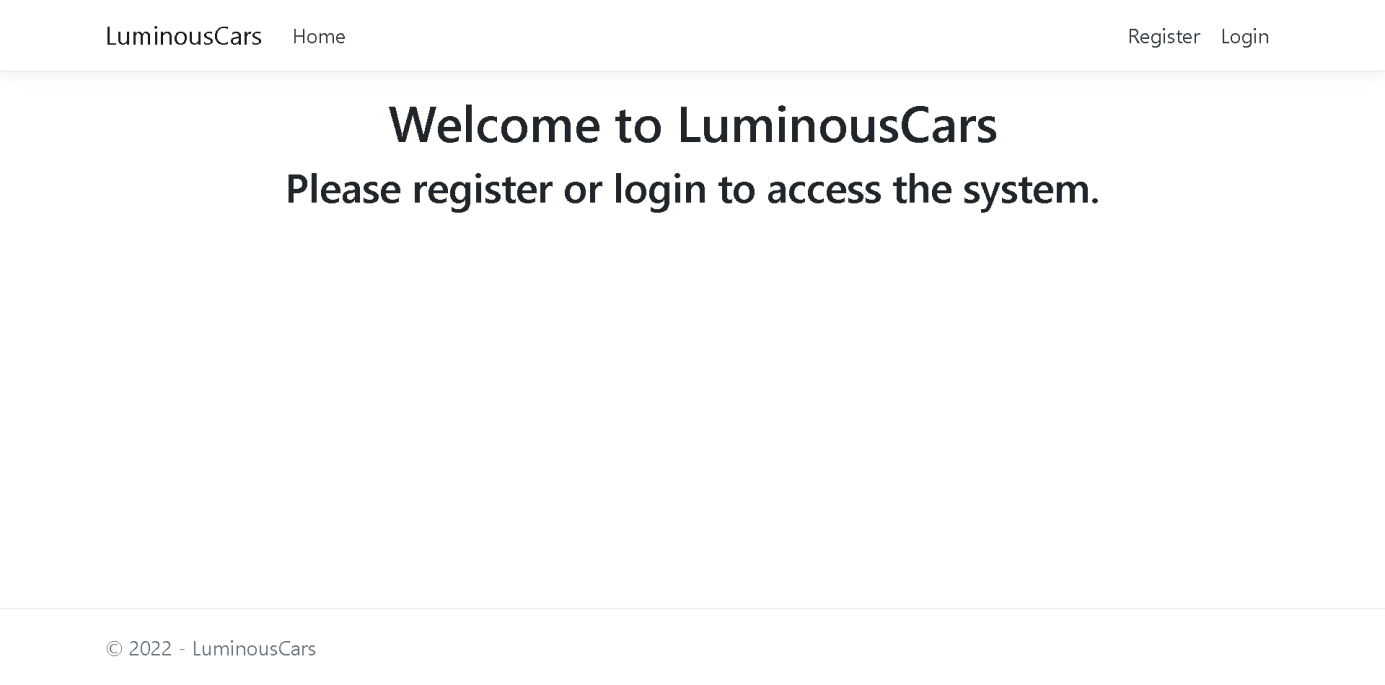 LuminousCars Home Register Login
Welcome to LuminousCars
Please register or login to access the system.
© 2022 - LuminousCars